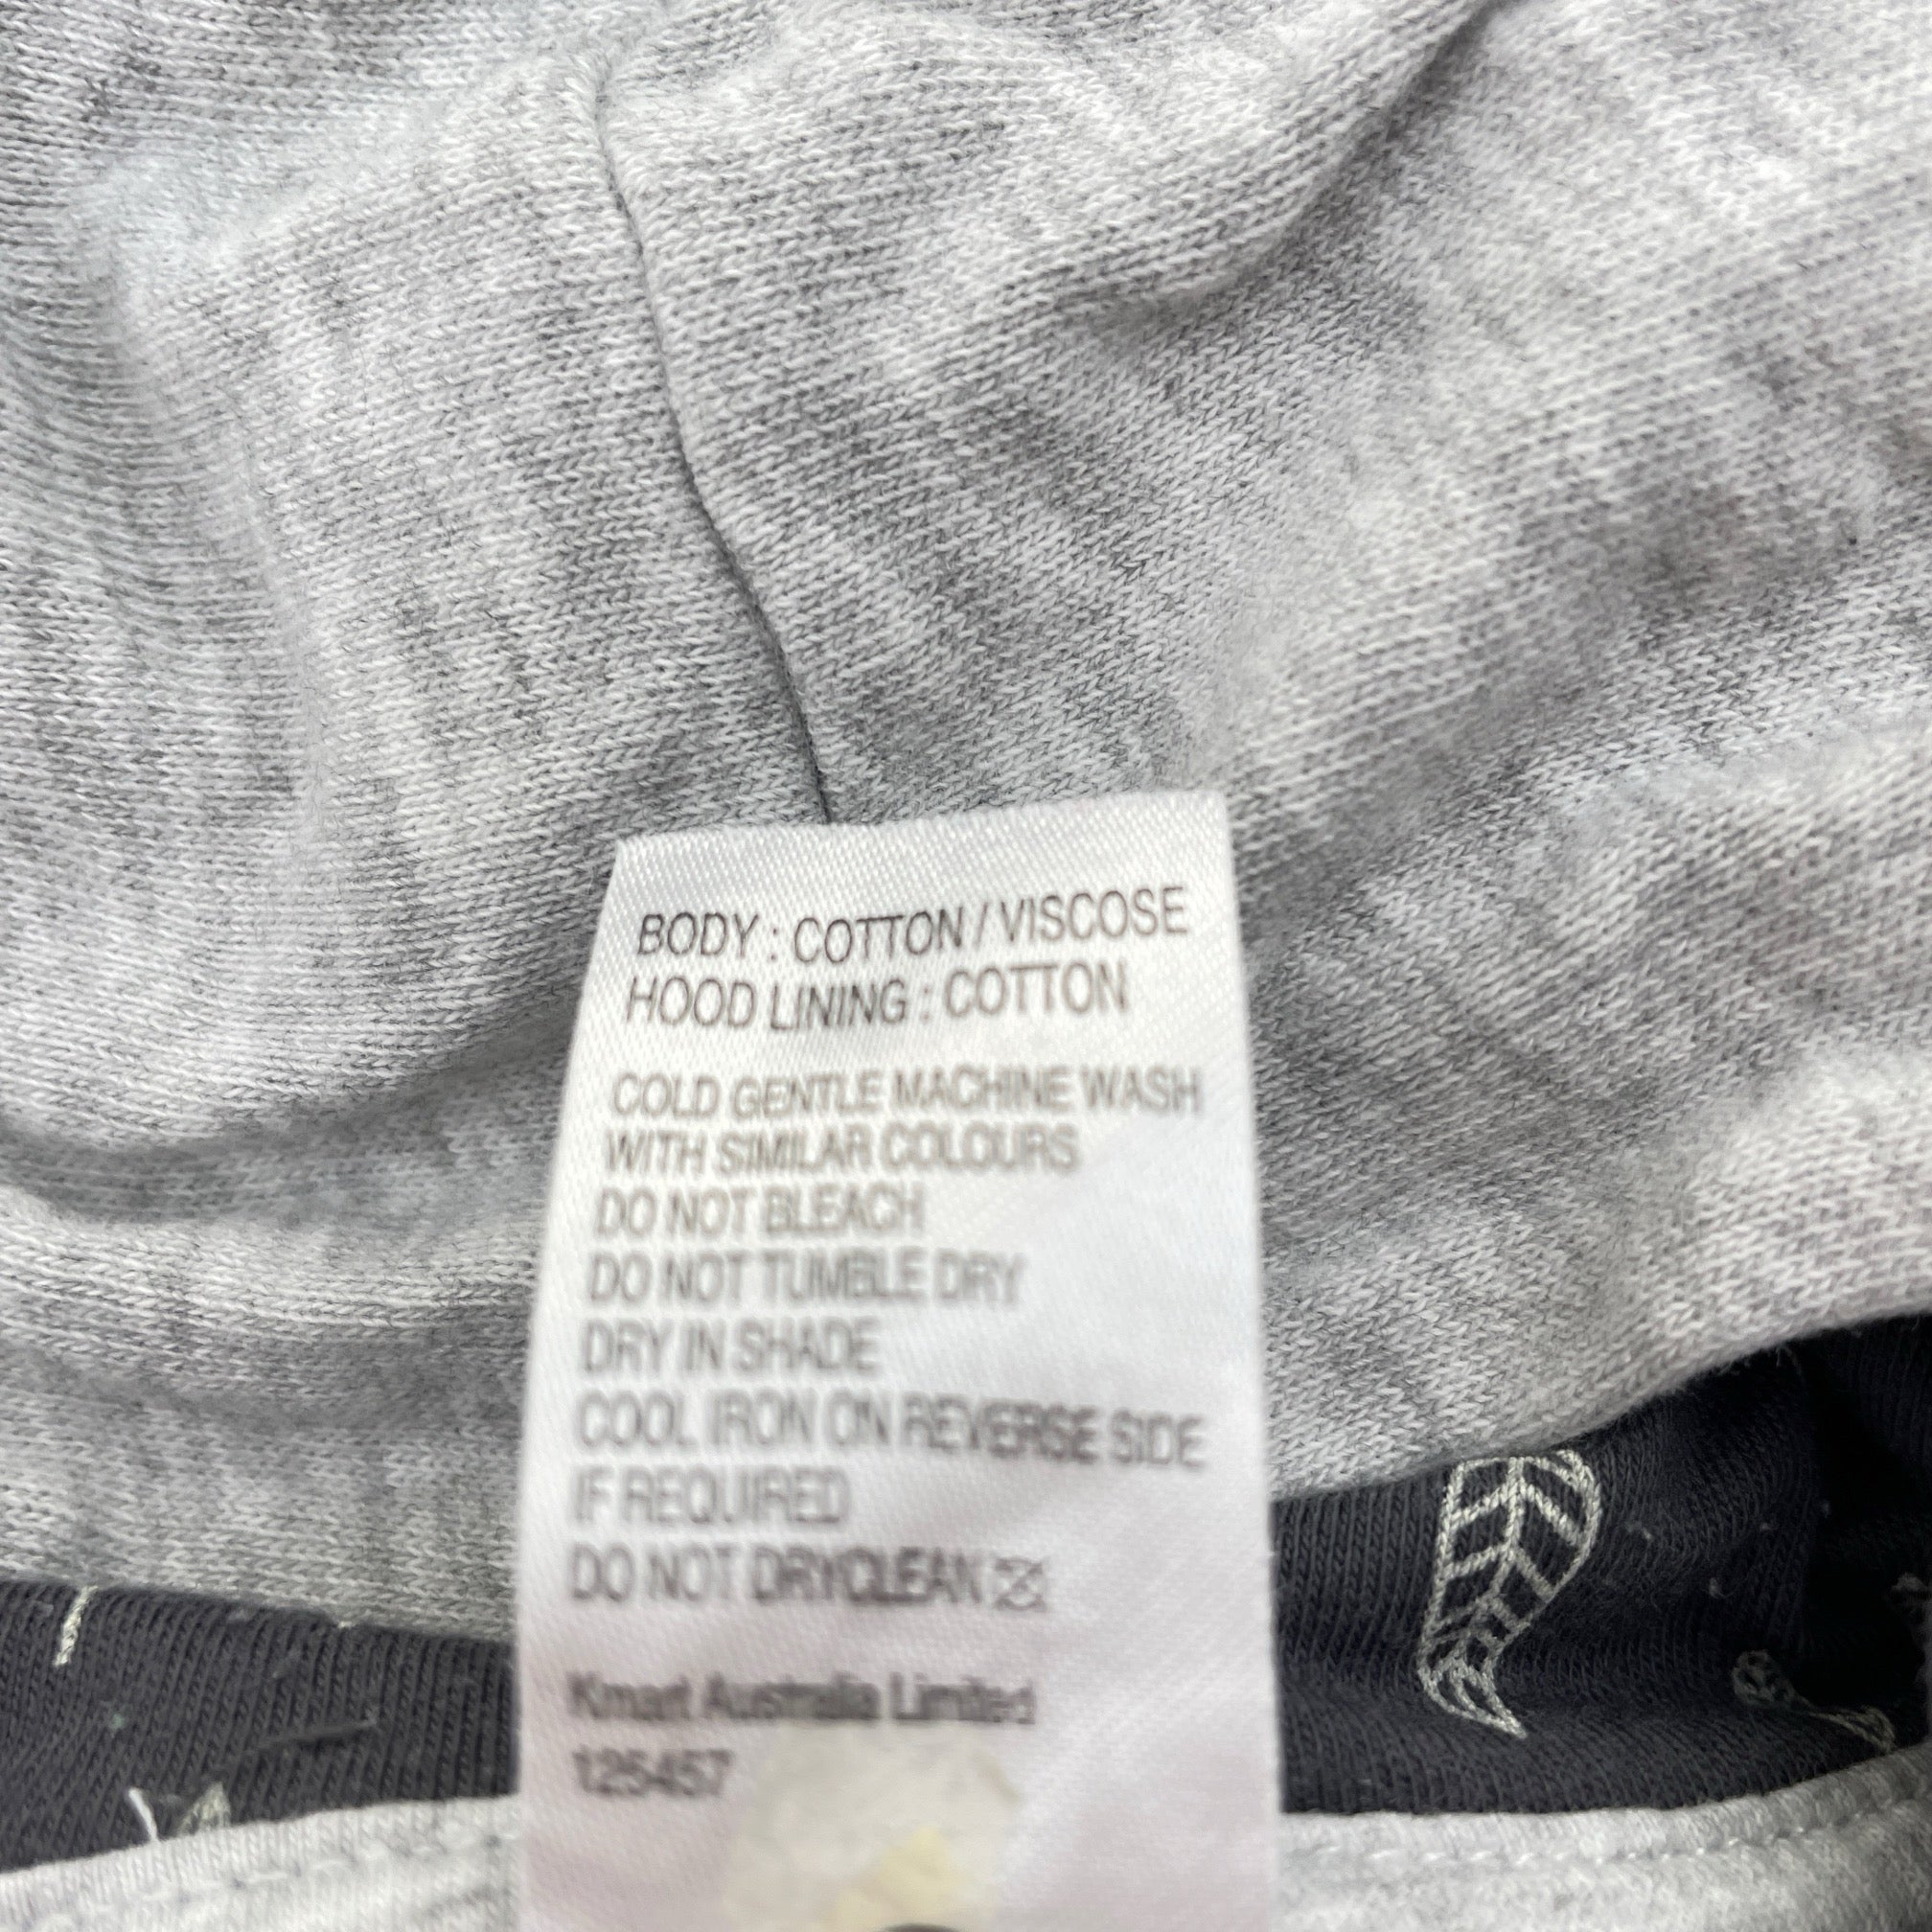 BODY : COTTON / VISCOSE
HOOD LINING : COTTON
COLD GENTLE MACHINE WASH
WITH SIMILAR COLOURS
DO NOT BLEACH
DO NOT TUMBLE DRY
DRY IN SHADE
COOL IRON ON REVERSE SIDE
IF REQUIRED
DO NOT DRYCLEAN
Kmart Australia Limited
125457